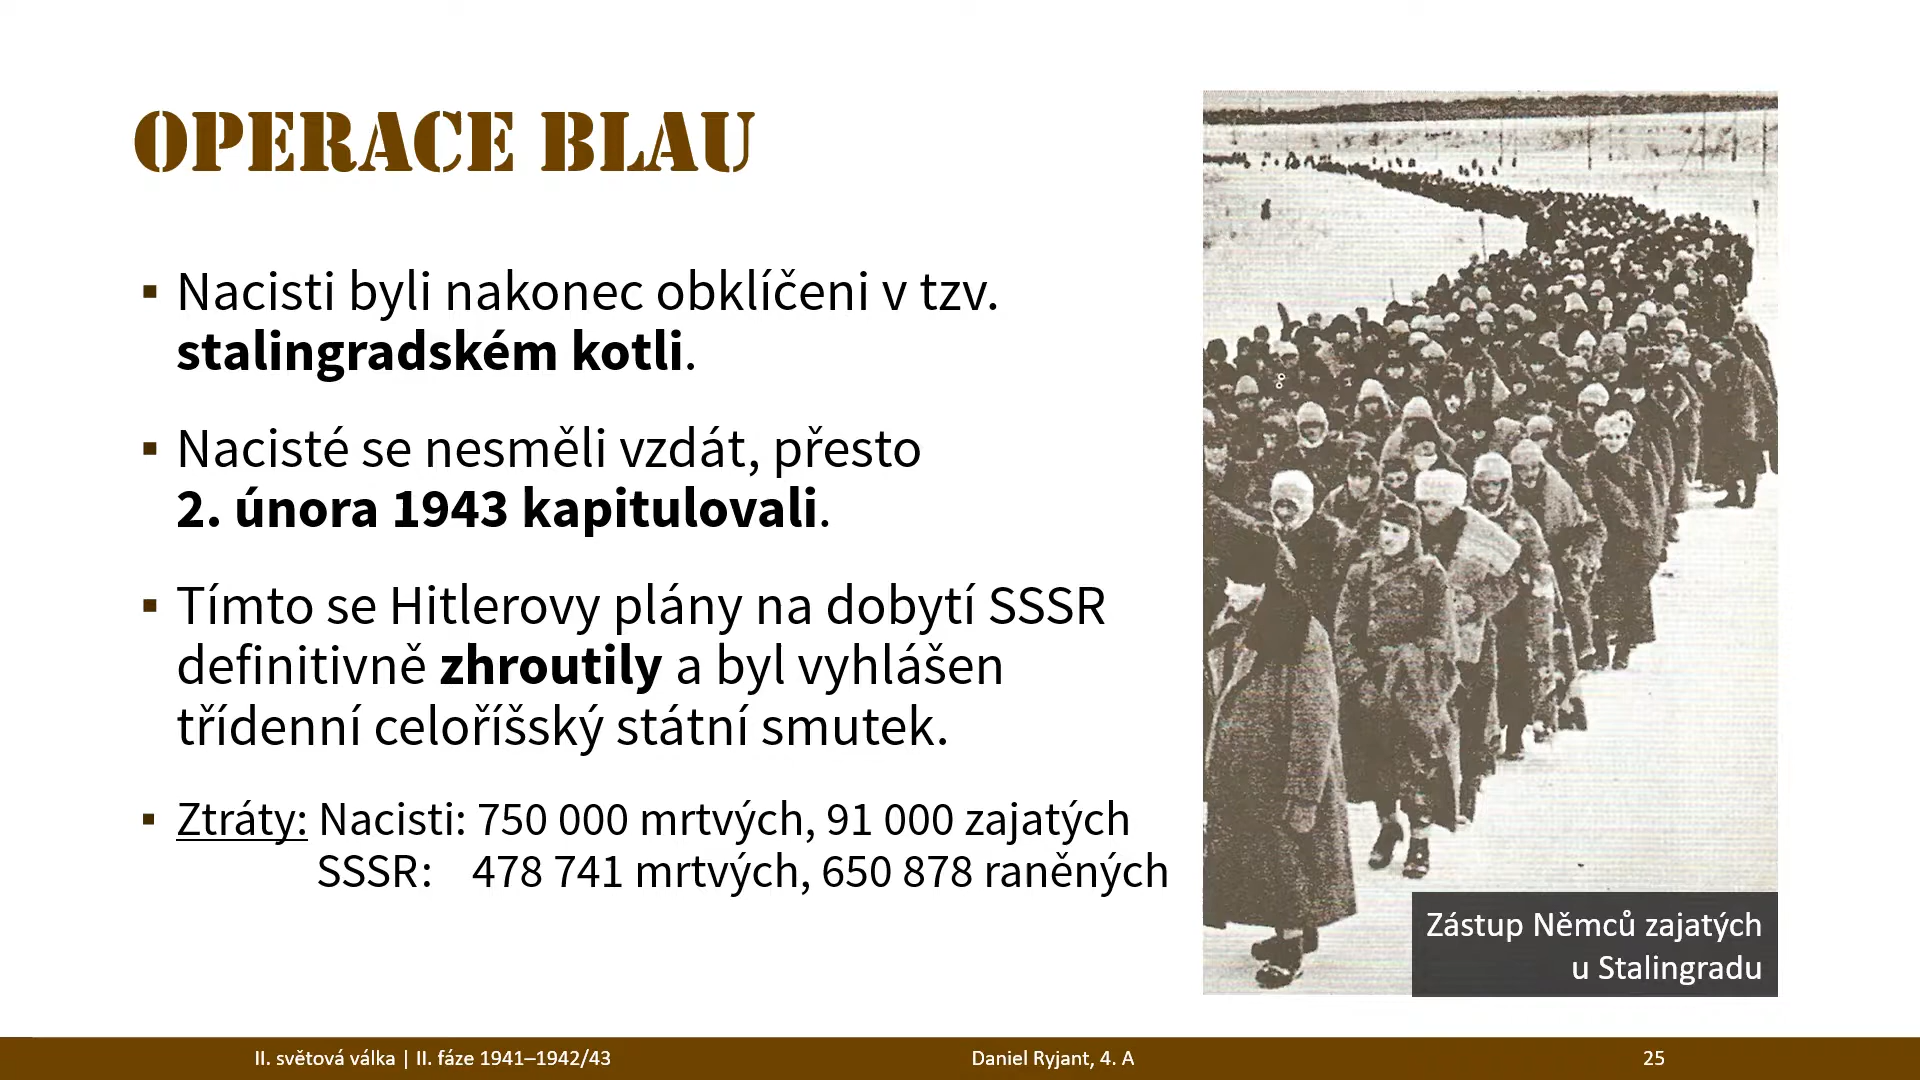 OPERACE BLAU
▪ Nacisti byli nakonec obklíčeni v tzv.
stalingradském kotli.
▪ Nacisté se nesměli vzdát, přesto
2. února 1943 kapitulovali.
▪ Tímto se Hitlerovy plány na dobytí SSSR
definitivně zhroutily a byl vyhlášen
třídenní celoříšský státní smutek.
▪ Ztráty: Nacisti: 750 000 mrtvých, 91 000 zajatých
SSSR: 478 741 mrtvých, 650 878 raněných
Zástup Němců zajatých
u Stalingradu
II. světová válka | II. fáze 1941–1942/43
Daniel Ryjant, 4. A
25